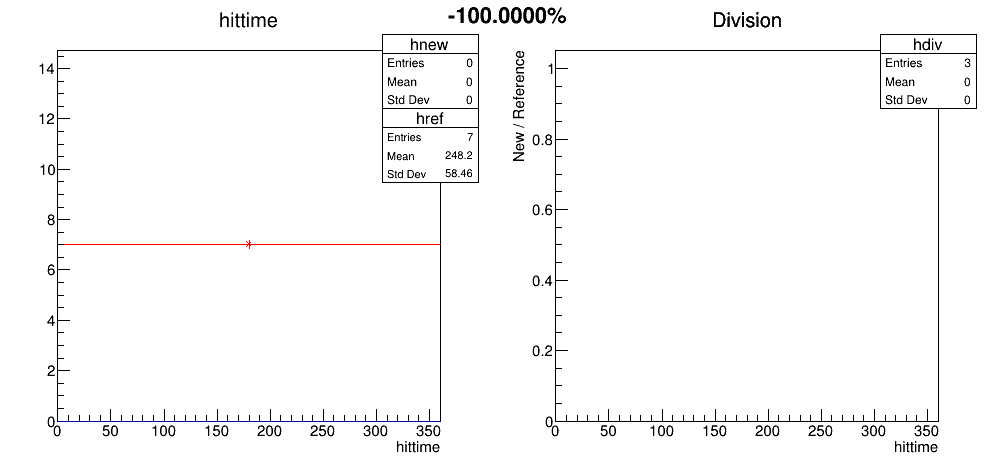 -100.0000%
hittime
hnew
Entries 0
Mean 0
Std Dev 0
href
Entries 7
Mean 248.2
Std Dev 58.46
14
12
10
8
6
4
2
0
0 50 100 150 200 250 300 350
hittime
Division
hdiv
Entries 3
Mean 0
Std Dev 0
New / Reference
1
0.8
0.6
0.4
0.2
0
0 50 100 150 200 250 300 350
hittime